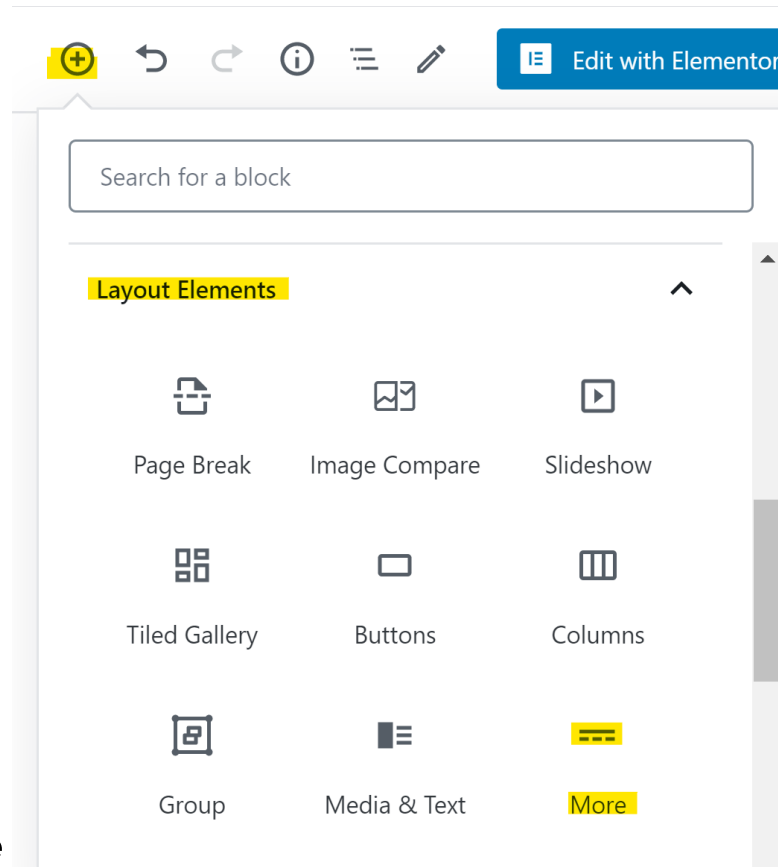 Edit with Elementor
Search for a block
Layout Elements
Page Break Image Compare Slideshow
Tiled Gallery Buttons Columns
Group Media & Text More
e